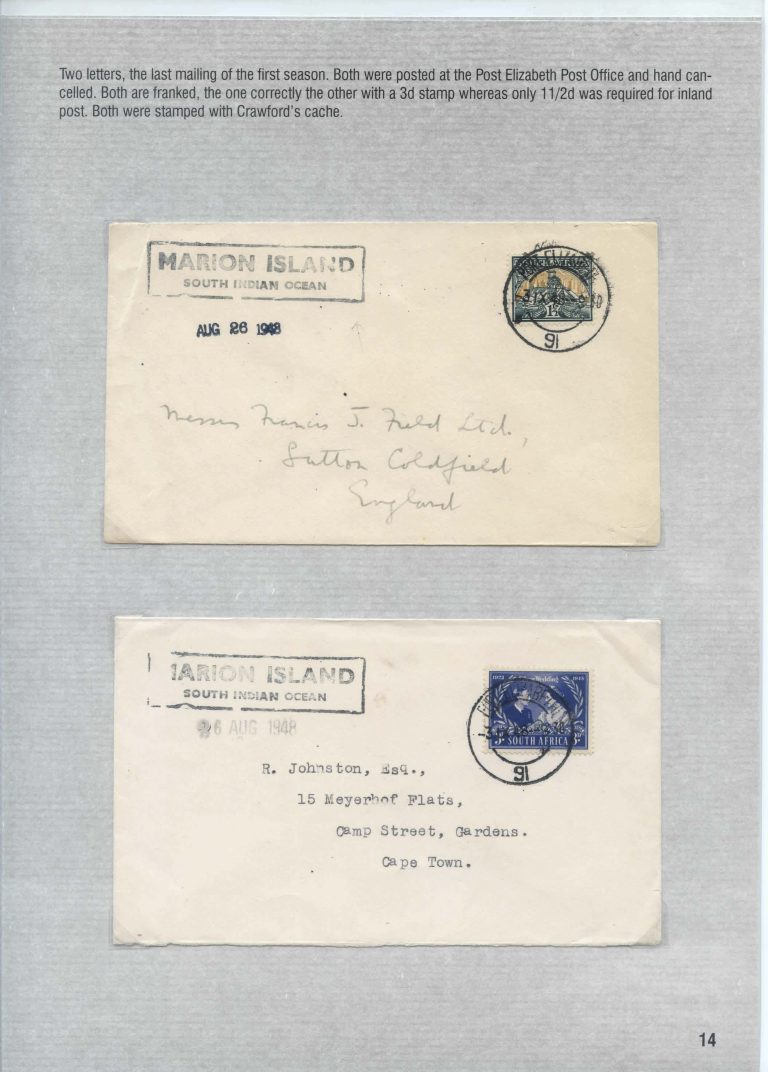 Two letters, the last mailing of the first season. Both were posted at the Post Elizabeth Post Office and hand can-
celled. Both are franked, the one correctly the other with a 3d stamp whereas only 11/2d was required for inland
post. Both were stamped with Crawford's cache.
MARION ISLAND
SOUTH INDIAN OCEAN
AUG 26 1948
91
Messrs Francis J. Field Ltd.,
Sutton Coldfield
England
ARION ISLAND
SOUTH INDIAN OCEAN
26 AUG 1948
SOUTH AFRICA
91
R. Johnston, Esq.,
15 Meyerhof Flats,
Camp Street, Gardens.
Cape Town.
14